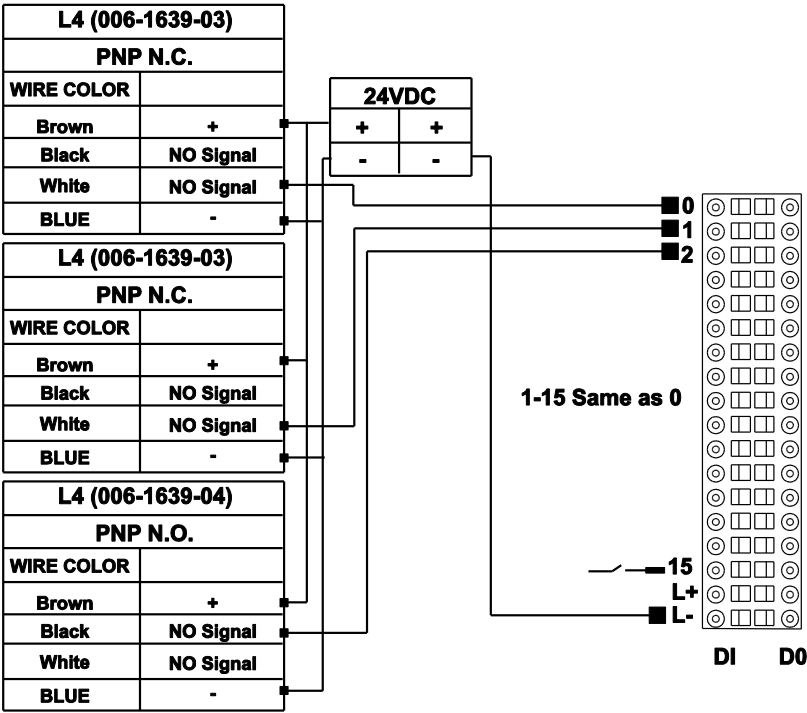 L4 (006-1639-03)
PNP N.C.
WIRE COLOR
Brown +
Black NO Signal
White NO Signal
BLUE -
L4 (006-1639-03)
PNP N.C.
WIRE COLOR
Brown +
Black NO Signal
White NO Signal
BLUE -
L4 (006-1639-04)
PNP N.O.
WIRE COLOR
Brown +
Black NO Signal
White NO Signal
BLUE -
24VDC
+ +
- -
0
1
2
1-15 Same as 0
15
L+
L-
DI D0